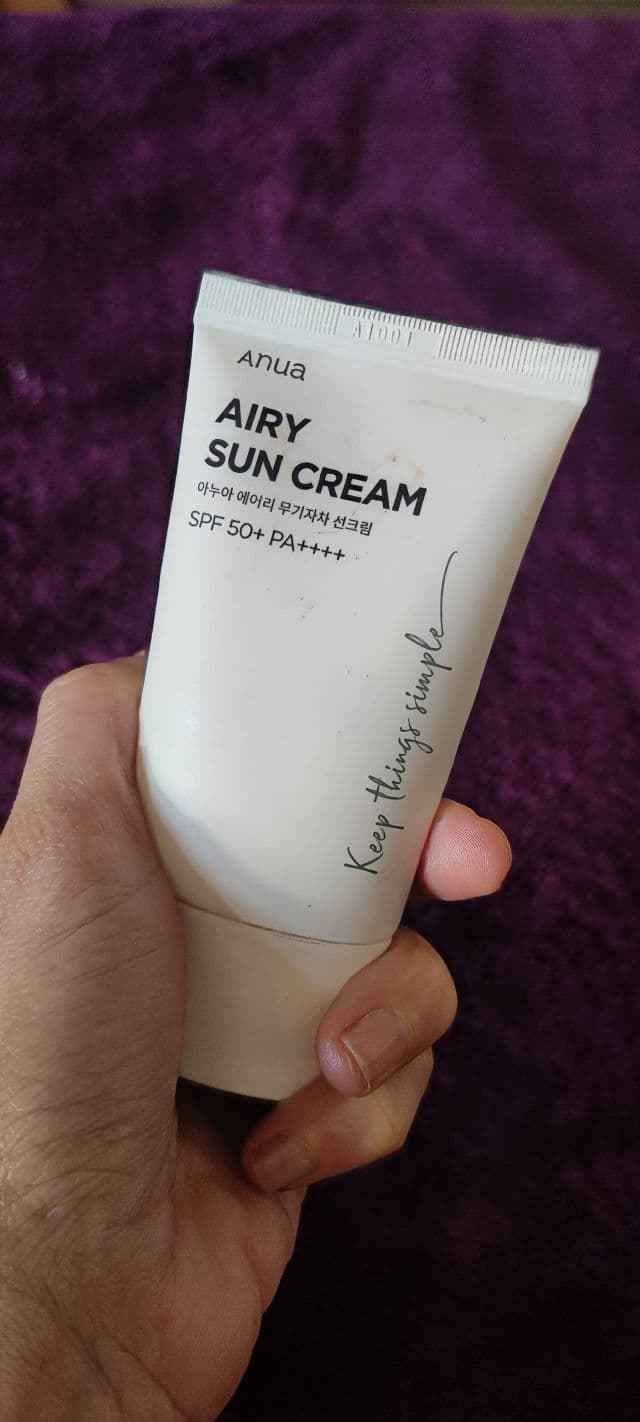 A1001
Anua
AIRY
SUN CREAM
아누아 에어리 무기자차 선크림
SPF 50+ PA++++
Keep things simple